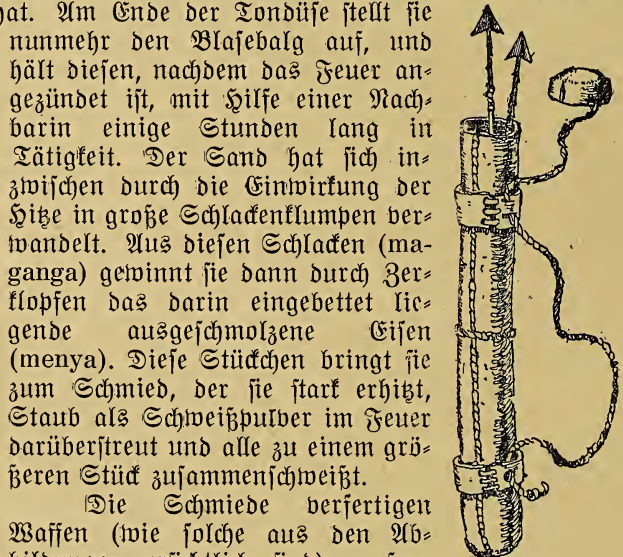 hat. Am Ende der Tondüse stellt sie
nunmehr den Blasebalg auf, und
hält diesen, nachdem das Feuer an-
gezündet ist, mit Hilfe einer Nach-
barin einige Stunden lang in
Tätigkeit. Der Sand hat sich in-
zwischen durch die Einwirkung der
Hitze in große Schlackenklumpen ver-
wandelt. Aus diesen Schlacken (ma-
ganga) gewinnt sie dann durch Zer-
klopfen das darin eingebettet lie-
gende ausgeschmolzene Eisen
(menya). Diese Stückchen bringt sie
zum Schmied, der sie stark erhitzt,
Staub als Schweißpulver im Feuer
darüberstreut und alle zu einem grö-
ßeren Stück zusammenschweißt.
Die Schmiede verfertigen
Waffen (wie solche aus den Ab-